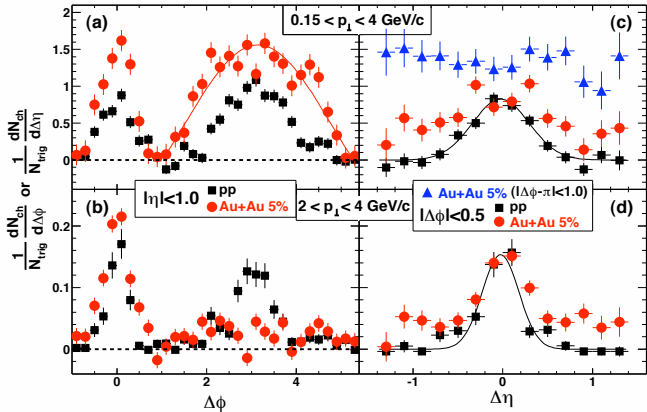 0.15 < p⊥ < 4 GeV/c
(a)
(c)
2
1.5
1
0.5
0
1/N_trig dN_ch/dΔφ or 1/N_trig dN_ch/dΔη
Au+Au 5% (|Δφ-π|<1.0)
|η|<1.0
pp
Au+Au 5%
|Δφ|<0.5
pp
Au+Au 5%
(b)
2 < p⊥ < 4 GeV/c
(d)
0.2
0.1
0
0 2 4
-1 0 1
Δφ
Δη